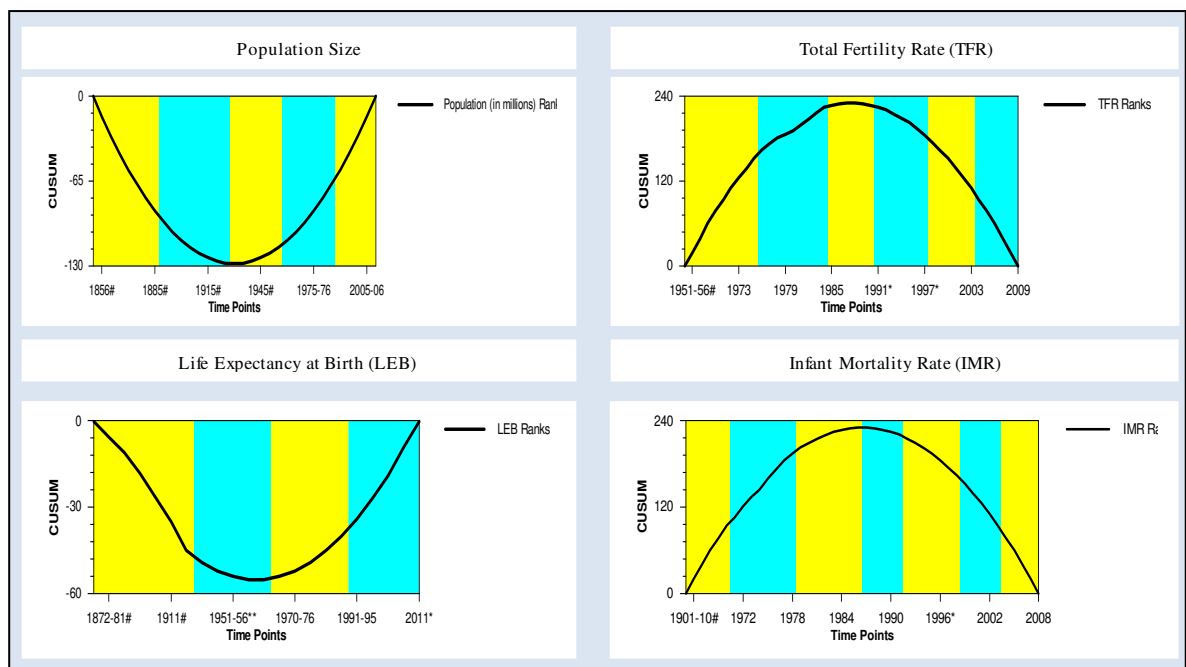 Population Size
0
-65
-130
CUSUM
1856# 1885# 1915# 1945# 1975-76 2005-06
Time Points
Population (in millions) Ranl
Total Fertility Rate (TFR)
240
120
0
CUSUM
1951-56# 1973 1979 1985 1991* 1997* 2003 2009
Time Points
TFR Ranks
Life Expectancy at Birth (LEB)
0
-30
-60
CUSUM
1872-81# 1911# 1951-56** 1970-76 1991-95 2011*
Time Points
LEB Ranks
Infant Mortality Rate (IMR)
240
120
0
CUSUM
1901-10# 1972 1978 1984 1990 1996* 2002 2008
Time Points
IMR Ra